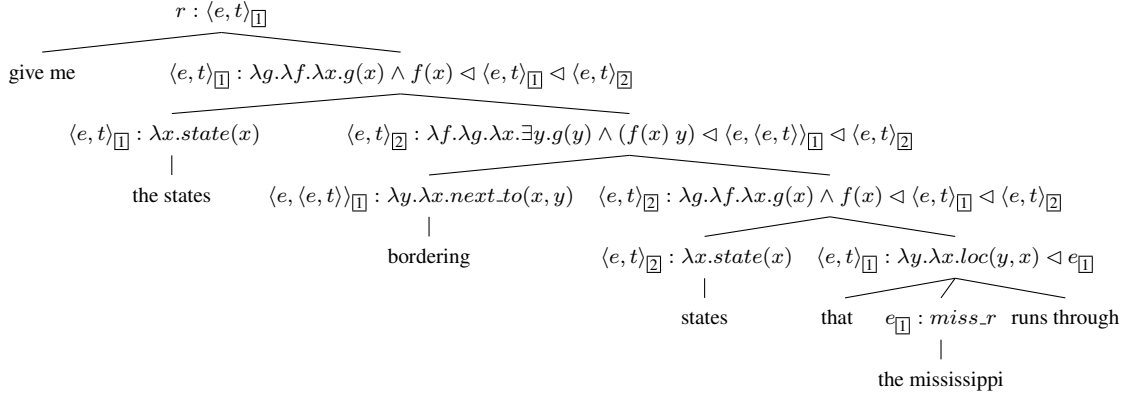 r : ⟨e, t⟩[1]
give me ⟨e, t⟩[1] : λg.λf.λx.g(x) ∧ f(x) ◁ ⟨e, t⟩[1] ◁ ⟨e, t⟩[2]
⟨e, t⟩[1] : λx.state(x) ⟨e, t⟩[2] : λf.λg.λx.∃y.g(y) ∧ (f(x) y) ◁ ⟨e, ⟨e, t⟩⟩[1] ◁ ⟨e, t⟩[2]
the states ⟨e, ⟨e, t⟩⟩[1] : λy.λx.next_to(x, y) ⟨e, t⟩[2] : λg.λf.λx.g(x) ∧ f(x) ◁ ⟨e, t⟩[1] ◁ ⟨e, t⟩[2]
bordering ⟨e, t⟩[2] : λx.state(x) ⟨e, t⟩[1] : λy.λx.loc(y, x) ◁ e[1]
states that e[1] : miss_r runs through
the mississippi